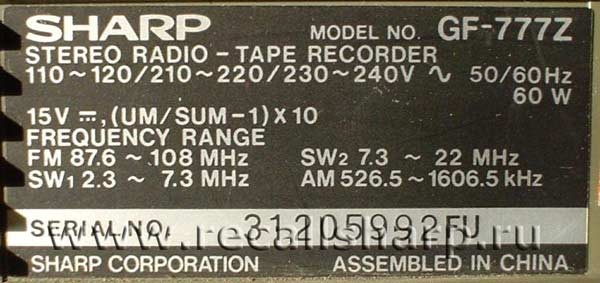 SHARP MODEL NO. GF-777Z
STEREO RADIO - TAPE RECORDER
110~120/210~220/230~240V ∿ 50/60Hz
60 W
15V ⎓, (UM/SUM-1) X 10
FREQUENCY RANGE
FM 87.6 ~ 108 MHz SW2 7.3 ~ 22 MHz
SW1 2.3 ~ 7.3 MHz AM 526.5~1606.5 kHz
SERIAL NO. 31205992FU
www.recallsharp.ru
SHARP CORPORATION ASSEMBLED IN CHINA